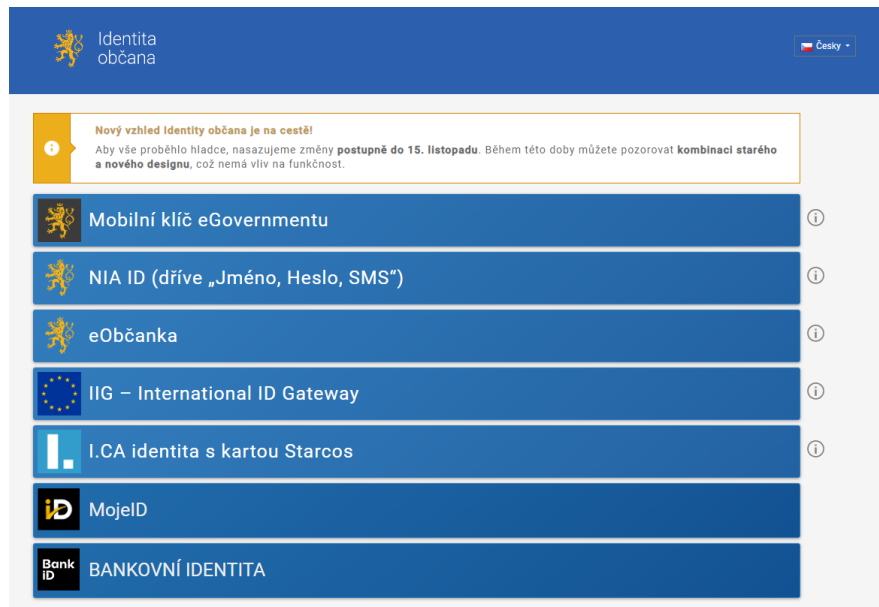 Identita
občana
Česky
Nový vzhled Identity občana je na cestě!
Aby vše proběhlo hladce, nasazujeme změny postupně do 15. listopadu. Během této doby můžete pozorovat kombinaci starého
a nového designu, což nemá vliv na funkčnost.
Mobilní klíč eGovernmentu
NIA ID (dříve „Jméno, Heslo, SMS“)
eObčanka
IIG – International ID Gateway
I.
I.CA identita s kartou Starcos
iD
MojeID
Bank
iD
BANKOVNÍ IDENTITA